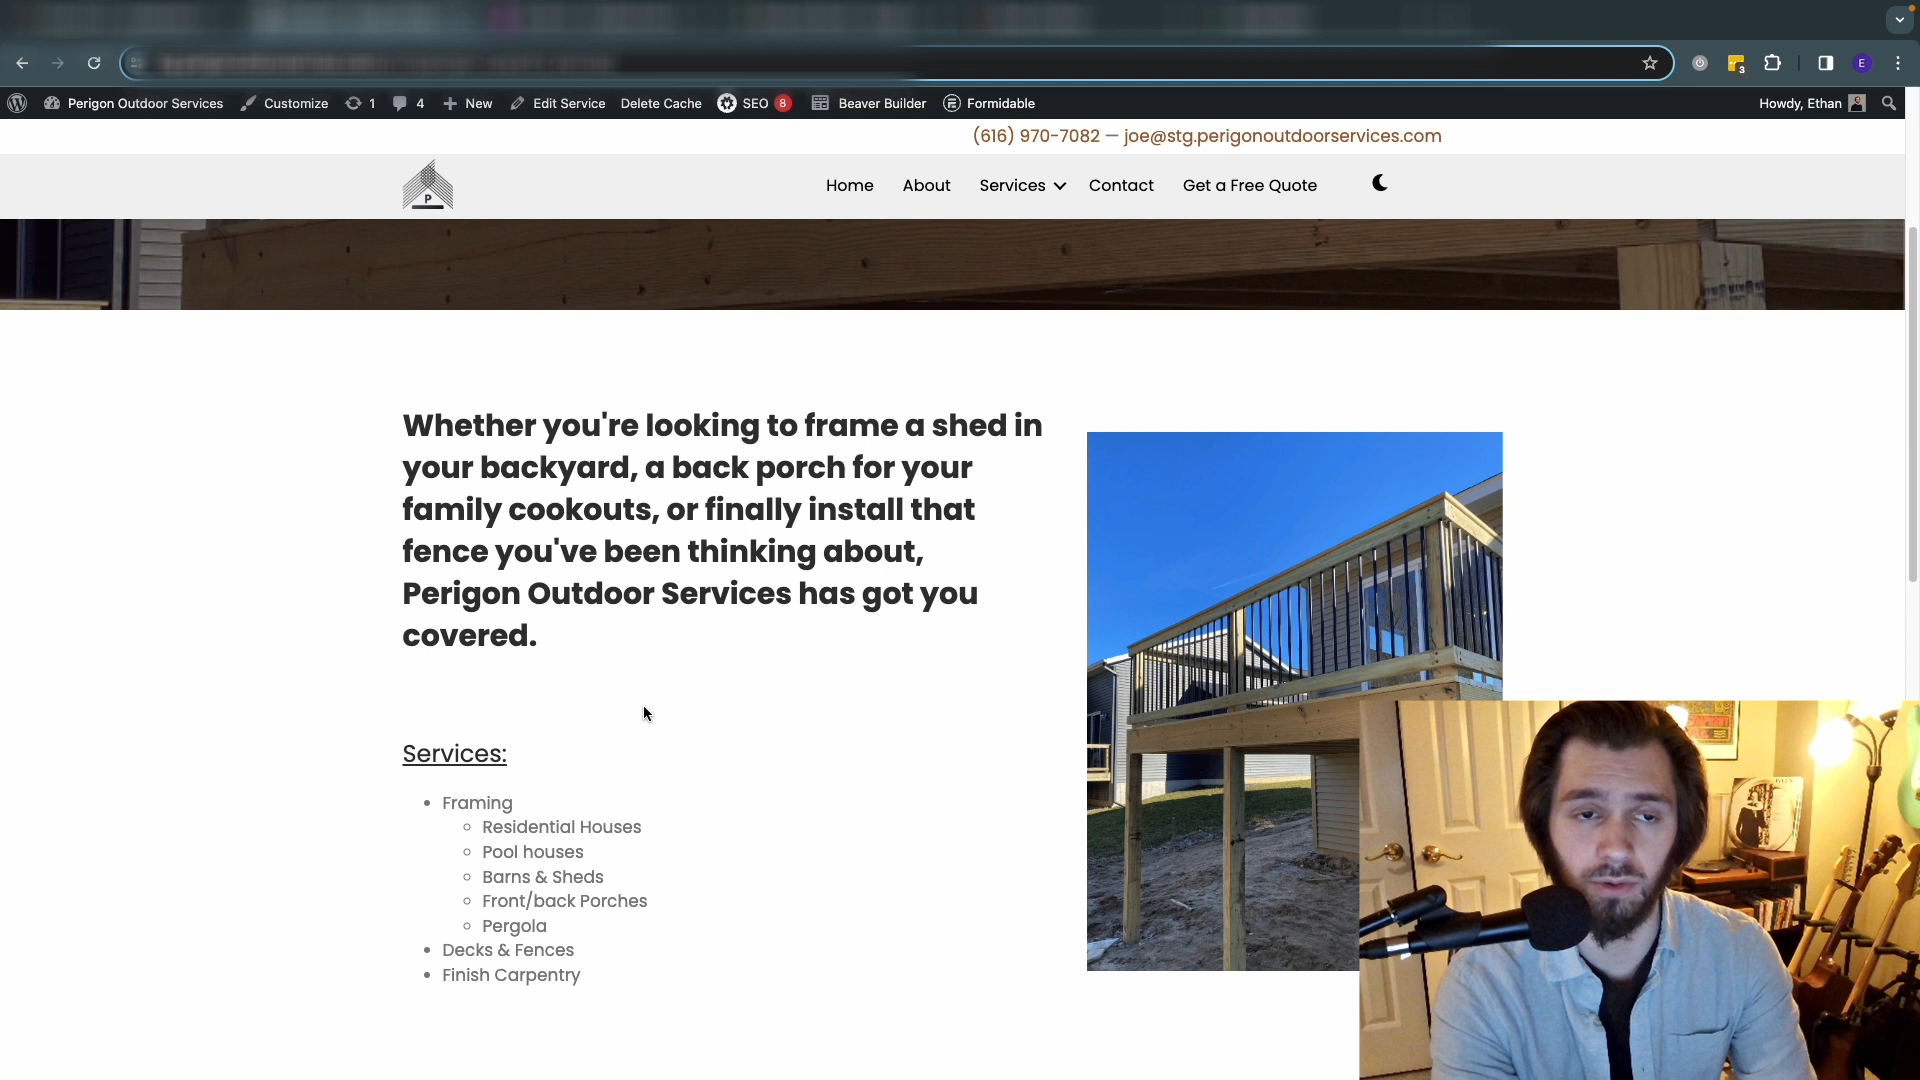 E
3
Perigon Outdoor Services
Customize
1
4
New
Edit Service
Delete Cache
SEO 8
Beaver Builder
Formidable
Howdy, Ethan
(616) 970-7082 — joe@stg.perigonoutdoorservices.com
P
Home
About
Services
Contact
Get a Free Quote
Whether you're looking to frame a shed in
your backyard, a back porch for your
family cookouts, or finally install that
fence you've been thinking about,
Perigon Outdoor Services has got you
covered.
Services:
Framing
Residential Houses
Pool houses
Barns & Sheds
Front/back Porches
Pergola
Decks & Fences
Finish Carpentry